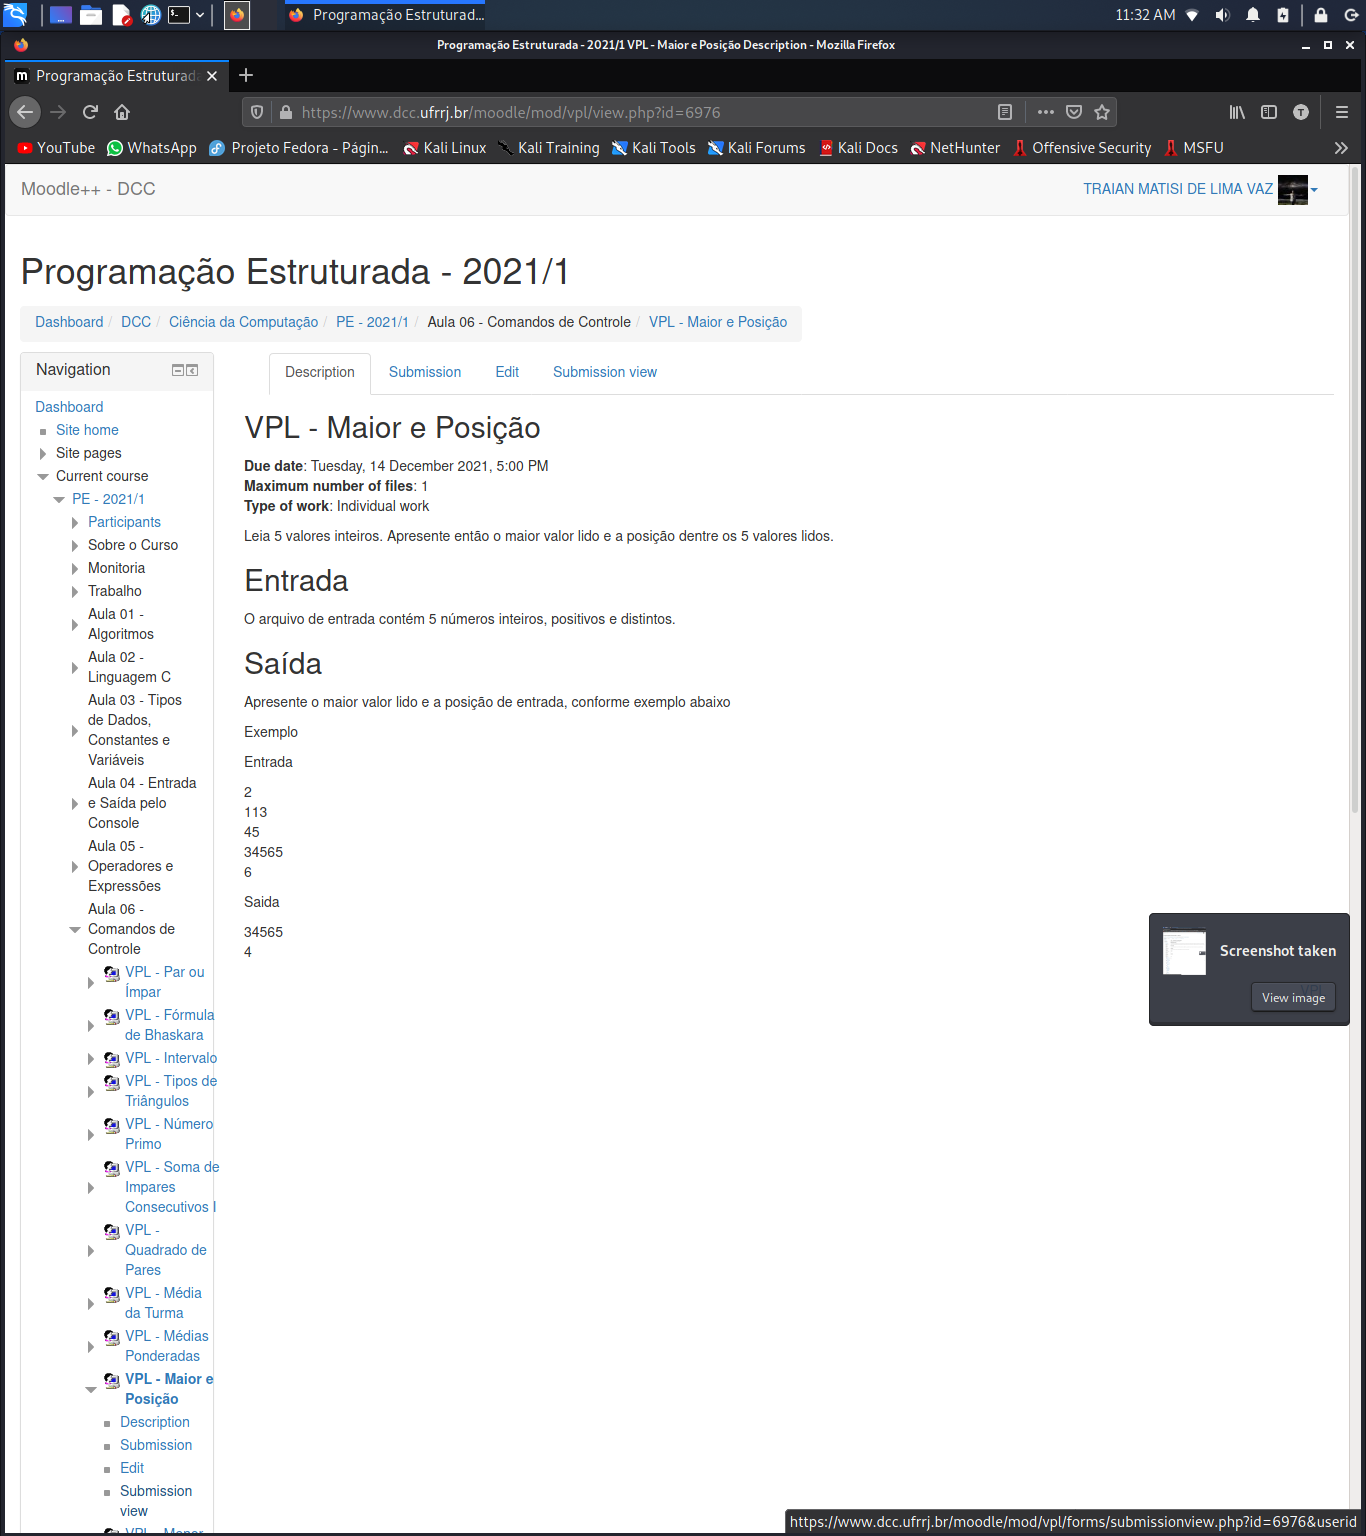 Programação Estruturad...
11:32 AM
Programação Estruturada - 2021/1 VPL - Maior e Posição Description - Mozilla Firefox
Programação Estruturada
https://www.dcc.ufrrj.br/moodle/mod/vpl/view.php?id=6976
YouTube WhatsApp Projeto Fedora - Págin... Kali Linux Kali Training Kali Tools Kali Forums Kali Docs NetHunter Offensive Security MSFU
Moodle++ - DCC
TRAIAN MATISI DE LIMA VAZ
Programação Estruturada - 2021/1
Dashboard / DCC / Ciência da Computação / PE - 2021/1 / Aula 06 - Comandos de Controle / VPL - Maior e Posição
Navigation
Dashboard
Site home
Site pages
Current course
PE - 2021/1
Participants
Sobre o Curso
Monitoria
Trabalho
Aula 01 -
Algoritmos
Aula 02 -
Linguagem C
Aula 03 - Tipos
de Dados,
Constantes e
Variáveis
Aula 04 - Entrada
e Saída pelo
Console
Aula 05 -
Operadores e
Expressões
Aula 06 -
Comandos de
Controle
VPL - Par ou
Ímpar
VPL - Fórmula
de Bhaskara
VPL - Intervalo
VPL - Tipos de
Triângulos
VPL - Número
Primo
VPL - Soma de
Impares
Consecutivos I
VPL -
Quadrado de
Pares
VPL - Média
da Turma
VPL - Médias
Ponderadas
VPL - Maior e
Posição
Description
Submission
Edit
Submission
view
VPL - Menor
Description Submission Edit Submission view
VPL - Maior e Posição
Due date: Tuesday, 14 December 2021, 5:00 PM
Maximum number of files: 1
Type of work: Individual work
Leia 5 valores inteiros. Apresente então o maior valor lido e a posição dentre os 5 valores lidos.
Entrada
O arquivo de entrada contém 5 números inteiros, positivos e distintos.
Saída
Apresente o maior valor lido e a posição de entrada, conforme exemplo abaixo
Exemplo
Entrada
2
113
45
34565
6
Saida
34565
4
Screenshot taken
View image
VPL
https://www.dcc.ufrrj.br/moodle/mod/vpl/forms/submissionview.php?id=6976&userid